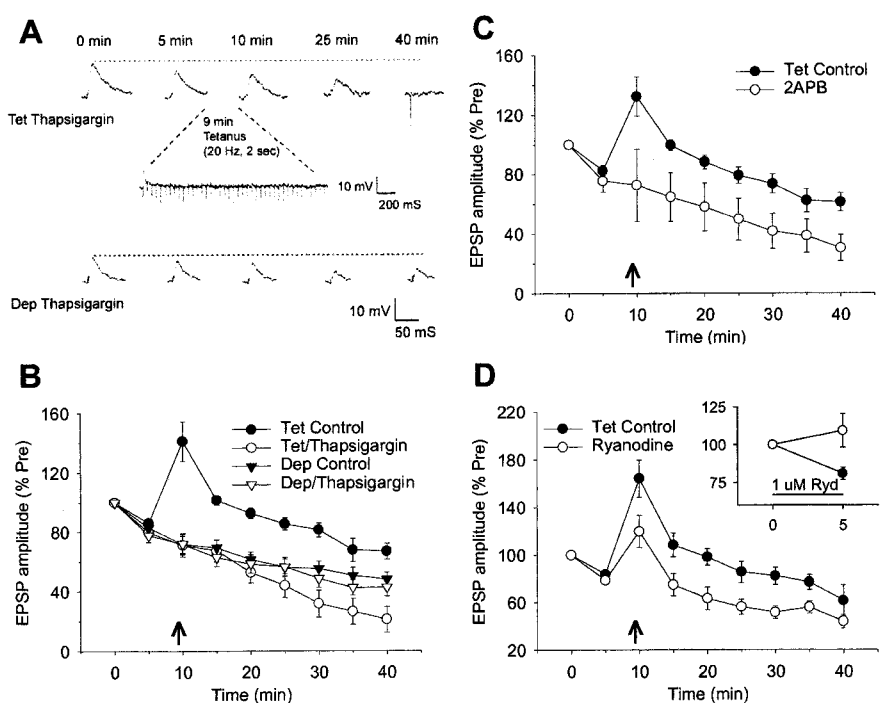 A
0 min 5 min 10 min 25 min 40 min
Tet Thapsigargin
9 min
Tetanus
(20 Hz, 2 sec)
10 mV
200 mS
Dep Thapsigargin
10 mV
50 mS
B
160
120
80
40
0
EPSP amplitude (% Pre)
Tet Control
Tet/Thapsigargin
Dep Control
Dep/Thapsigargin
0 10 20 30 40
Time (min)
C
160
120
80
40
0
EPSP amplitude (% Pre)
Tet Control
2APB
0 10 20 30 40
Time (min)
D
220
180
140
100
60
20
EPSP amplitude (% Pre)
Tet Control
Ryanodine
125
100
75
1 uM Ryd
0 5
0 10 20 30 40
Time (min)